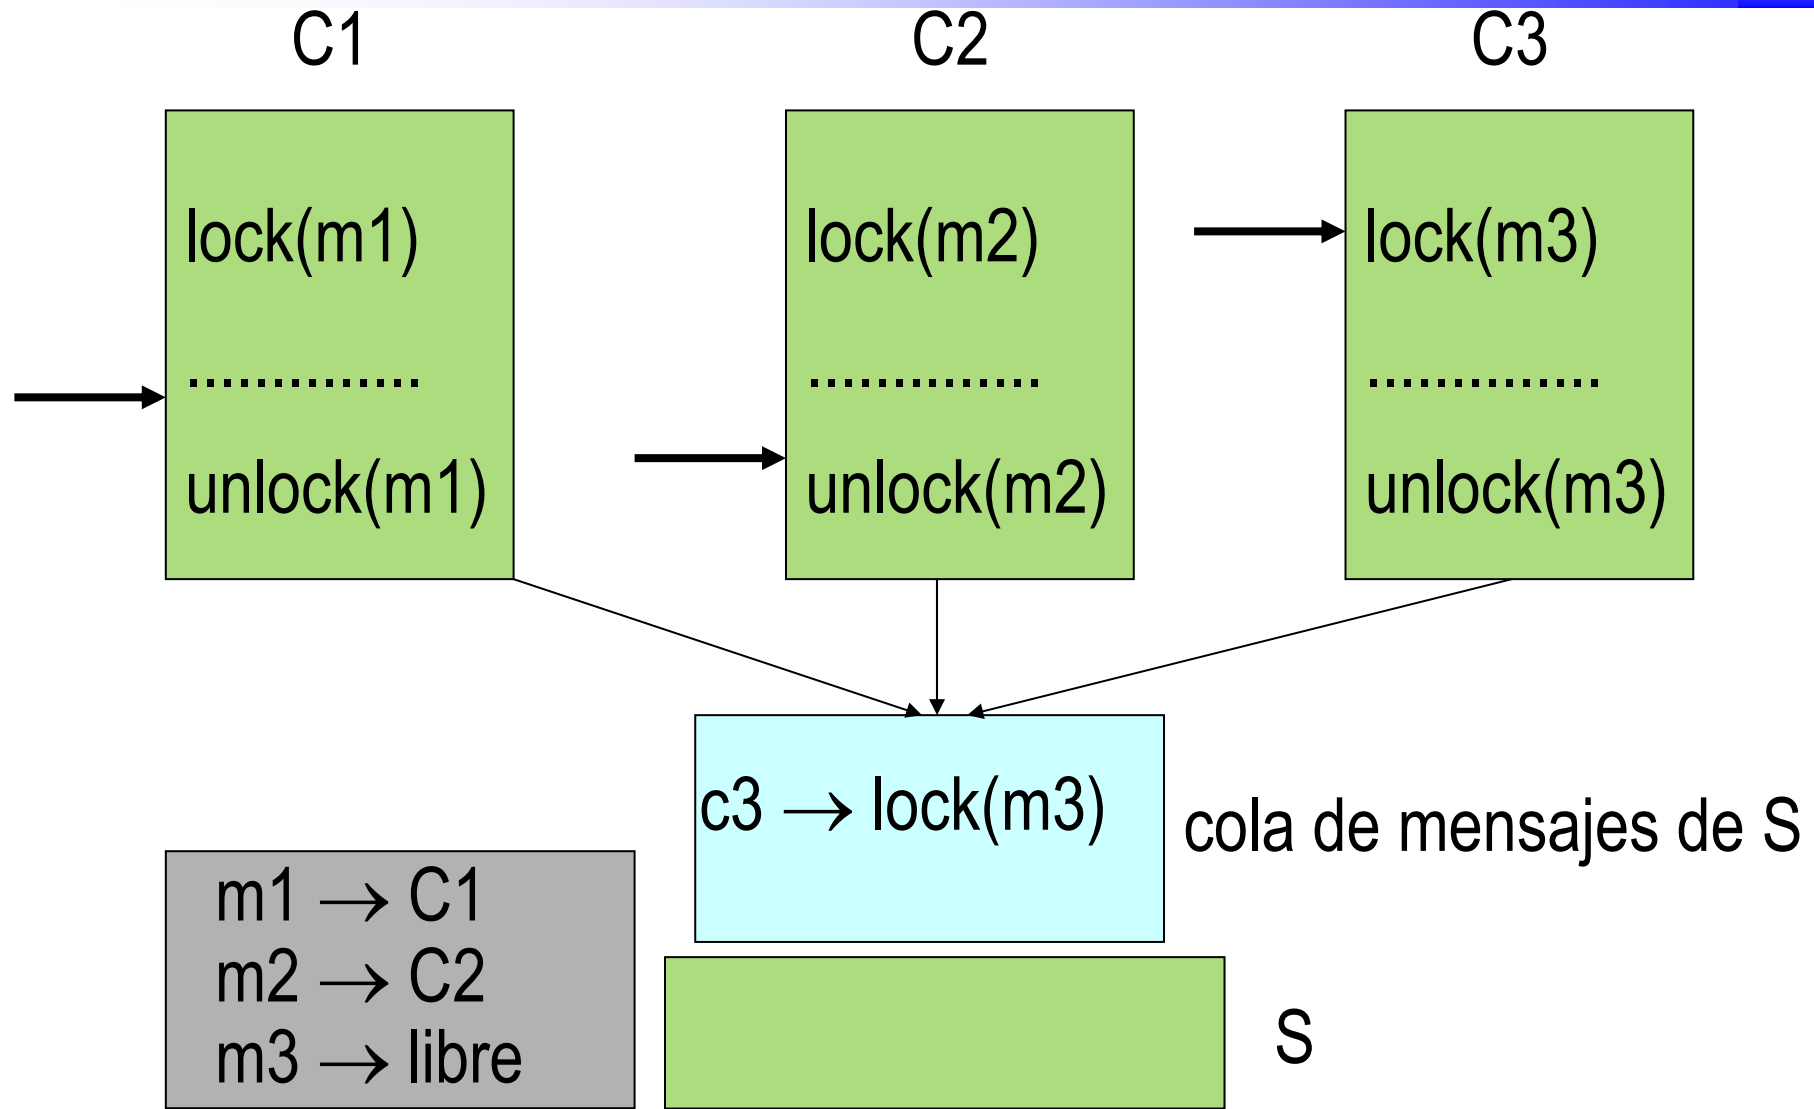 C1
C2
C3
lock(m1)
..............
unlock(m1)
lock(m2)
..............
unlock(m2)
lock(m3)
..............
unlock(m3)
c3 → lock(m3)
cola de mensajes de S
m1 → C1
m2 → C2
m3 → libre
S